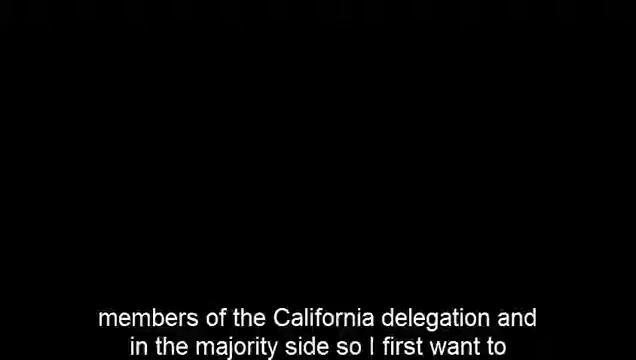 members of the California delegation and
in the majority side so I first want to